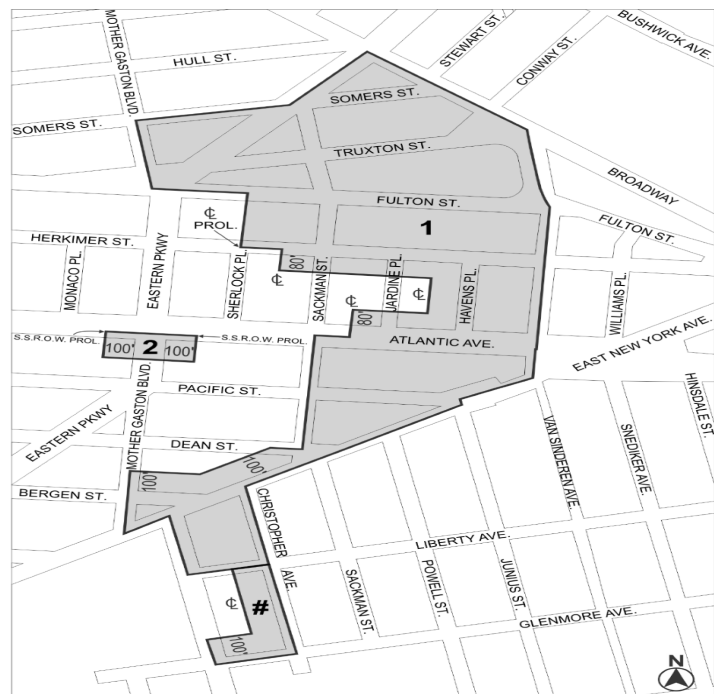 MOTHER GASTON BLVD.
HULL ST.
STEWART ST.
CONWAY ST.
BUSHWICK AVE.
SOMERS ST.
SOMERS ST.
TRUXTON ST.
BROADWAY
FULTON ST.
1
FULTON ST.
℄
PROL.
HERKIMER ST.
MONACO PL.
EASTERN PKWY
SHERLOCK PL.
℄
80'
SACKMAN ST.
℄
JARDINE PL.
℄
HAVENS PL.
WILLIAMS PL.
80'
ATLANTIC AVE.
EAST NEW YORK AVE.
S.S.R.O.W. PROL.
100'
2
100'
S.S.R.O.W. PROL.
PACIFIC ST.
MOTHER GASTON BLVD.
EASTERN PKWY
DEAN ST.
100'
100'
BERGEN ST.
CHRISTOPHER AVE.
VAN SINDEREN AVE.
SNEDIKER AVE.
HINSDALE ST.
LIBERTY AVE.
SACKMAN ST.
POWELL ST.
JUNIUS ST.
GLENMORE AVE.
℄
#
100'
N